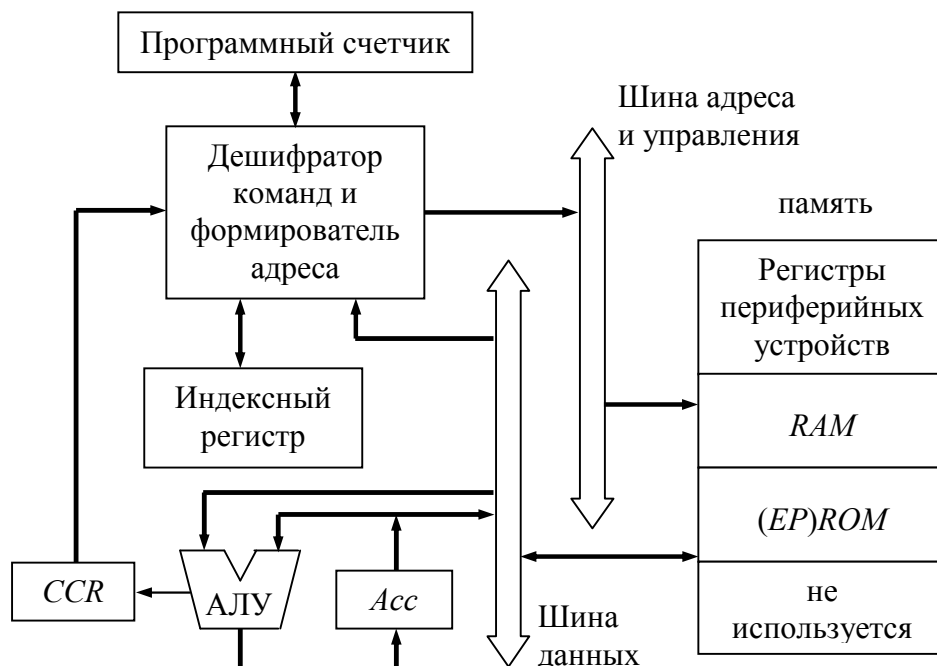 Программный счетчик
Шина адреса
и управления
Дешифратор
команд и
формирователь
адреса
память
Регистры
периферийных
устройств
Индексный
регистр
RAM
(EP)ROM
CCR
АЛУ
Acc
Шина
данных
не
используется